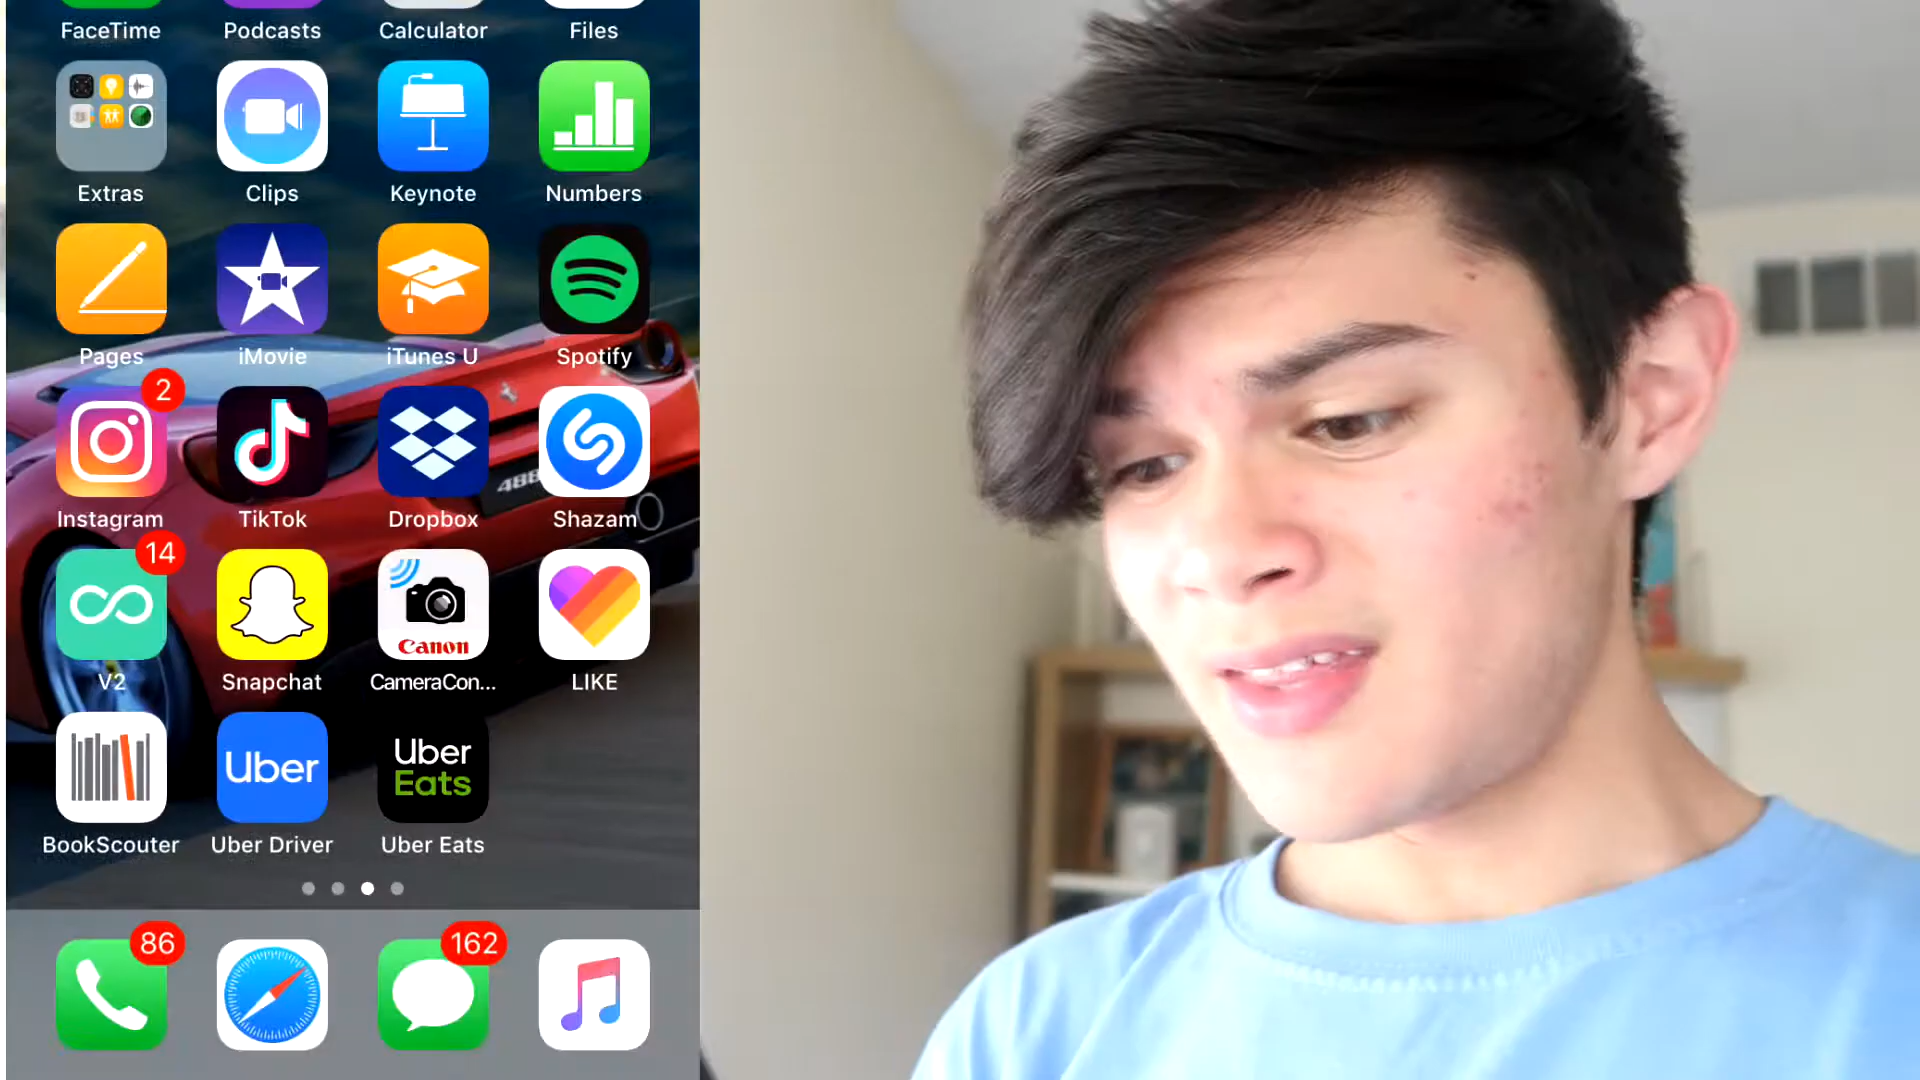 FaceTime Podcasts Calculator Files
Extras Clips Keynote Numbers
Pages iMovie iTunes U Spotify
2
488
Instagram TikTok Dropbox Shazam
14
Canon
V2 Snapchat CameraCon... LIKE
Uber Uber
Eats
BookScouter Uber Driver Uber Eats
86 162